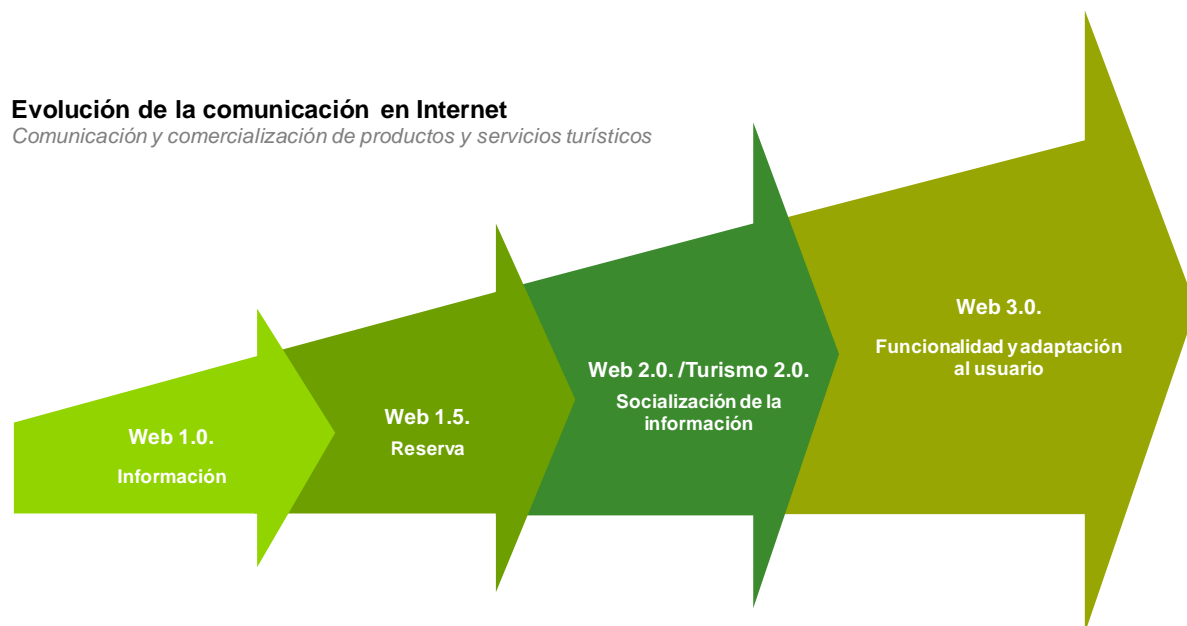 Evolución de la comunicación en Internet
Comunicación y comercialización de productos y servicios turísticos
Web 1.0.
Información
Web 1.5.
Reserva
Web 2.0. /Turismo 2.0.
Socialización de la
información
Web 3.0.
Funcionalidad y adaptación
al usuario